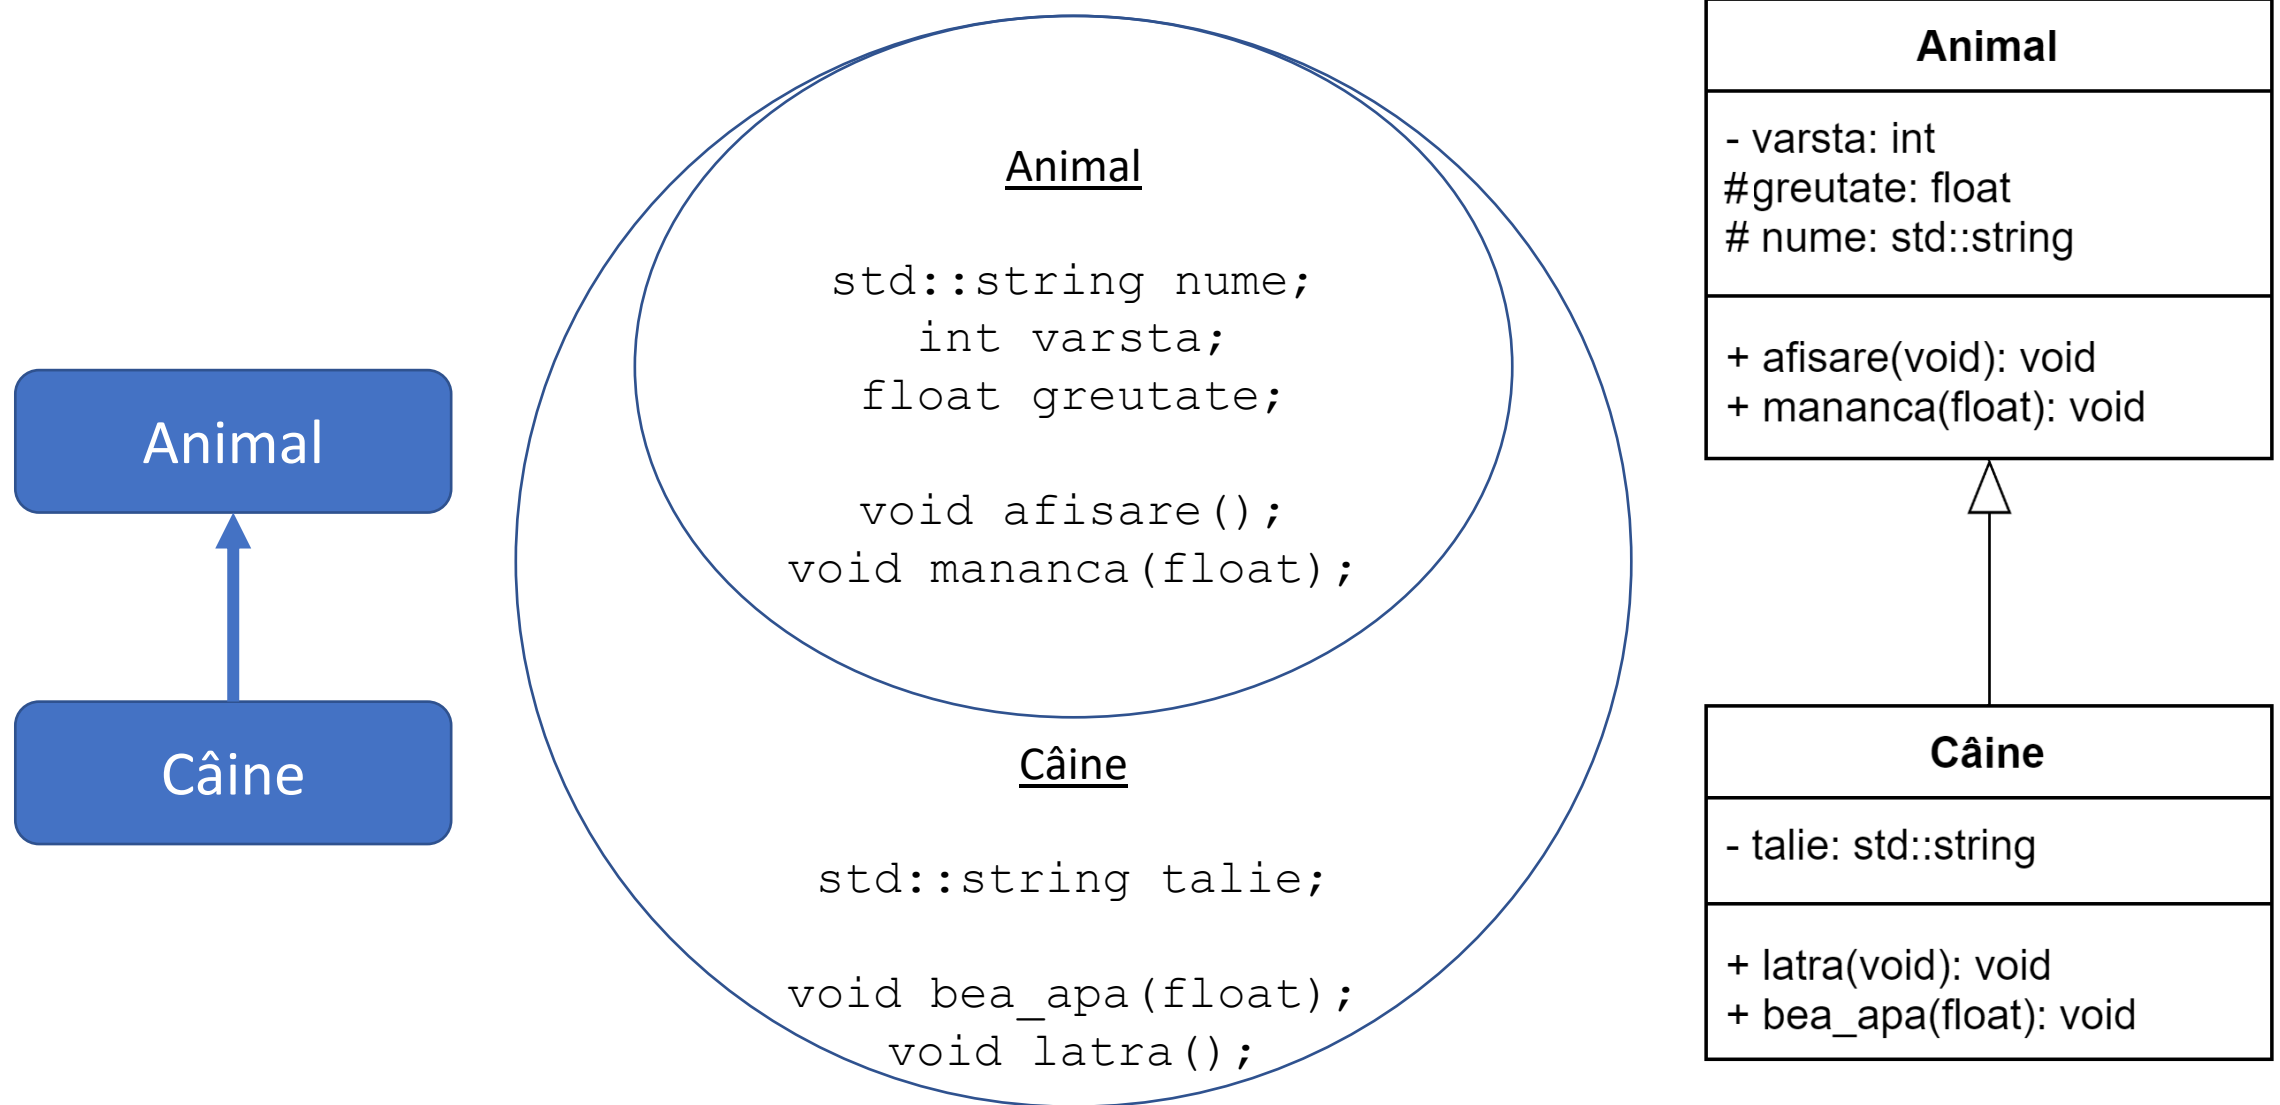 Animal
Câine
Animal
std::string nume;
int varsta;
float greutate;
void afisare();
void mananca(float);
Câine
std::string talie;
void bea_apa(float);
void latra();
Animal
- varsta: int
#greutate: float
# nume: std::string
+ afisare(void): void
+ mananca(float): void
Câine
- talie: std::string
+ latra(void): void
+ bea_apa(float): void